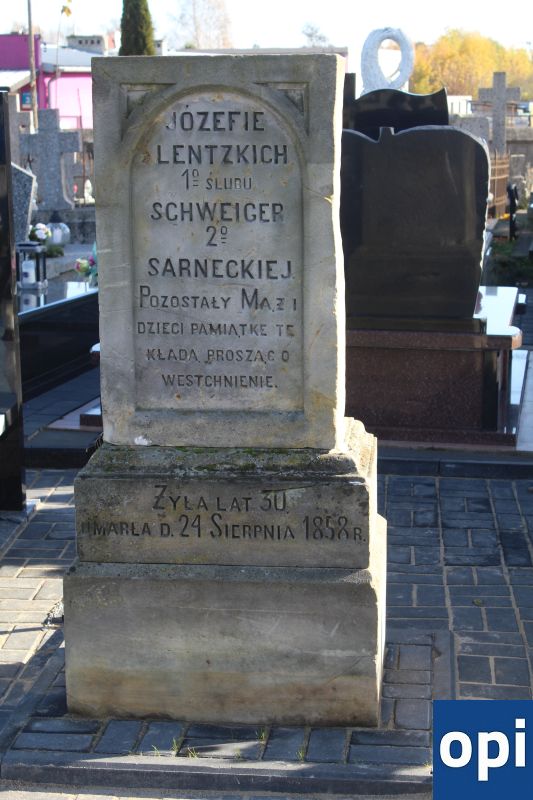 JÓZEFIE
LENTZKICH
1º ŚLUBU
SCHWEIGER
2º
SARNECKIEJ
POZOSTAŁY MĄŻ I
DZIECI PAMIĄTKĘ TĘ
KŁADĄ PROSZĄC O
WESTCHNIENIE.
ŻYŁA LAT 30.
UMARŁA D. 24 SIERPNIA 1858 R.
opi